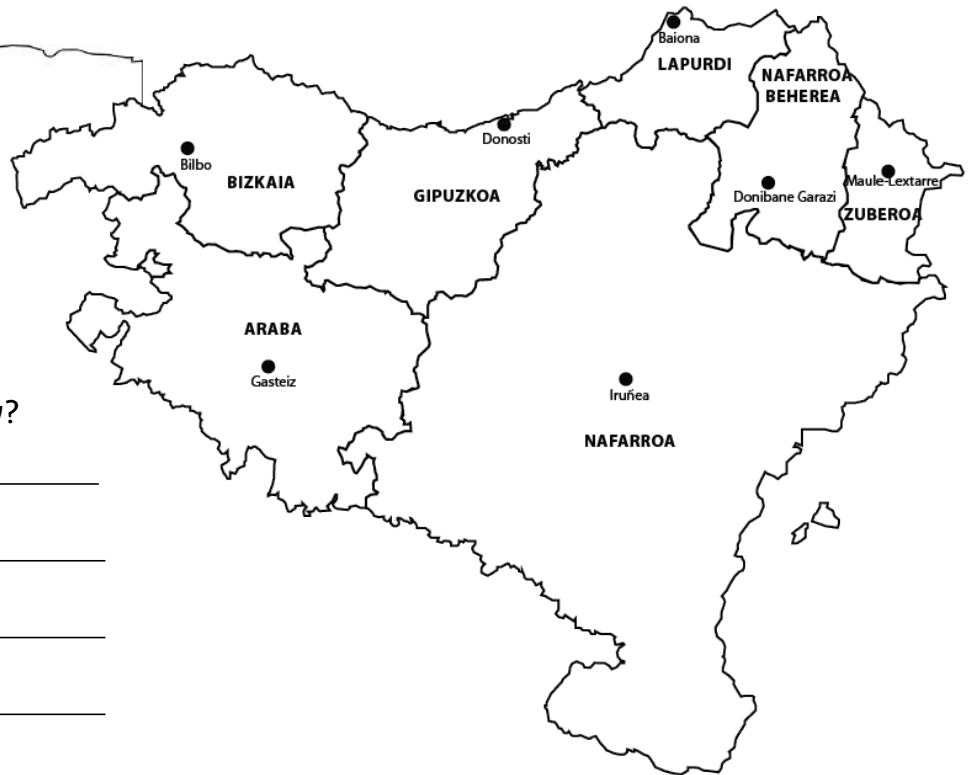 Baiona
LAPURDI
NAFARROA
BEHEREA
Donosti
Bilbo
BIZKAIA
GIPUZKOA
Maule-Lextarre
Donibane Garazi
ZUBEROA
ARABA
Gasteiz
Iruñea
?
NAFARROA